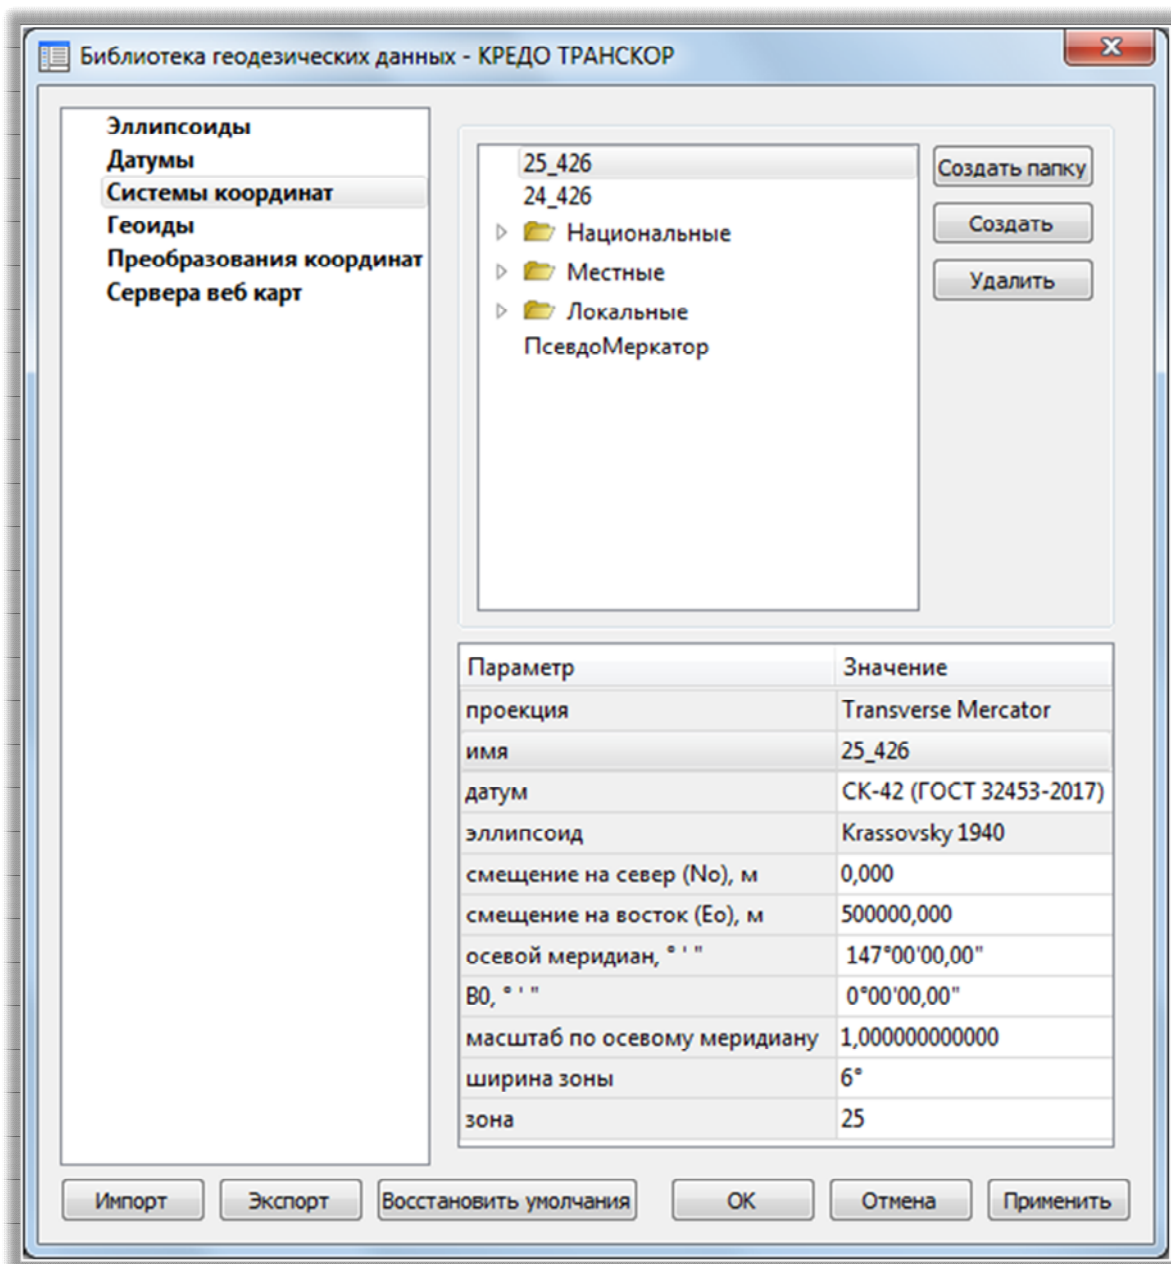 Библиотека геодезических данных - КРЕДО ТРАНСКОР
Эллипсоиды
Датумы
Системы координат
Геоиды
Преобразования координат
Сервера веб карт
25_426
24_426
Национальные
Местные
Локальные
ПсевдоМеркатор
Создать папку
Создать
Удалить
Параметр Значение
проекция Transverse Mercator
имя 25_426
датум СК-42 (ГОСТ 32453-2017)
эллипсоид Krassovsky 1940
смещение на север (No), м 0,000
смещение на восток (Eo), м 500000,000
осевой меридиан, ° ' " 147°00'00,00"
B0, ° ' " 0°00'00,00"
масштаб по осевому меридиану 1,000000000000
ширина зоны 6°
зона 25
Импорт Экспорт Восстановить умолчания ОК Отмена Применить